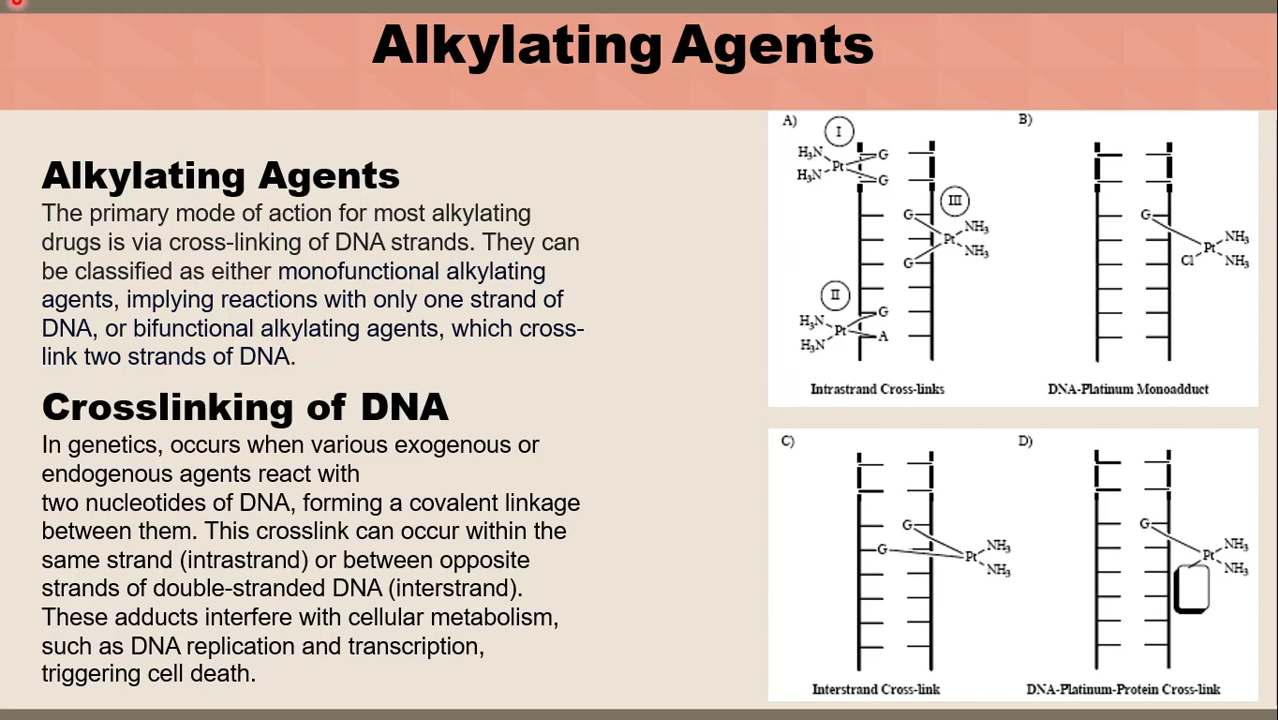 Alkylating Agents
Alkylating Agents
The primary mode of action for most alkylating
drugs is via cross-linking of DNA strands. They can
be classified as either monofunctional alkylating
agents, implying reactions with only one strand of
DNA, or bifunctional alkylating agents, which cross-
link two strands of DNA.
Crosslinking of DNA
In genetics, occurs when various exogenous or
endogenous agents react with
two nucleotides of DNA, forming a covalent linkage
between them. This crosslink can occur within the
same strand (intrastrand) or between opposite
strands of double-stranded DNA (interstrand).
These adducts interfere with cellular metabolism,
such as DNA replication and transcription,
triggering cell death.
A)
I
H₃N
Pt
G
H₃N
G
III
G
NH₃
Pt
NH₃
G
II
H₃N
G
Pt
H₃N
A
Intrastrand Cross-links
B)
G
NH₃
Pt
Cl
NH₃
DNA-Platinum Monoadduct
C)
G
G
NH₃
Pt
NH₃
Interstrand Cross-link
D)
G
NH₃
Pt
NH₃
DNA-Platinum-Protein Cross-link